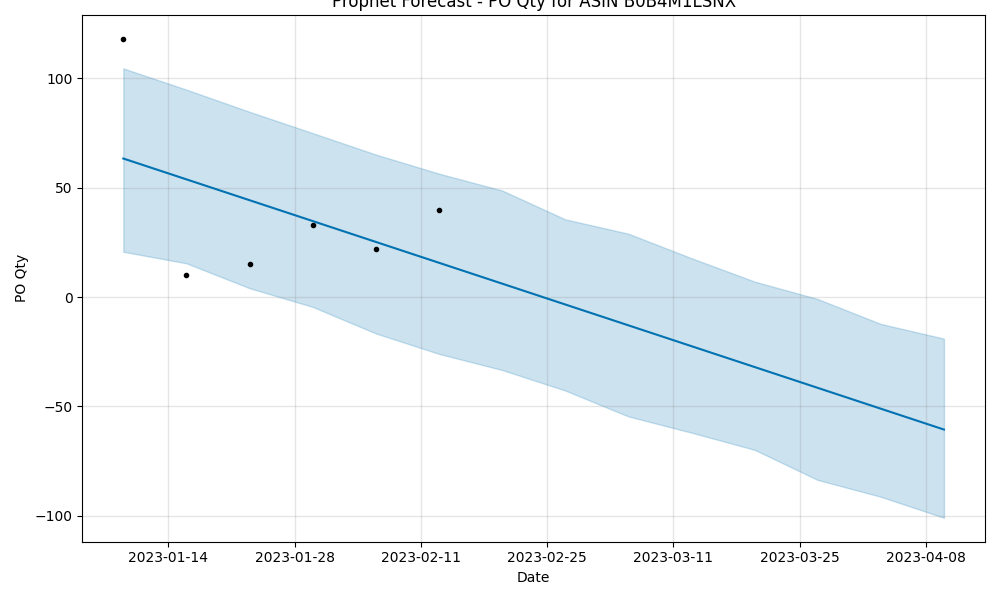 Prophet Forecast - PO Qty for ASIN B0B4M1LSNX
100
50
0
−50
−100
PO Qty
2023-01-14 2023-01-28 2023-02-11 2023-02-25 2023-03-11 2023-03-25 2023-04-08
Date